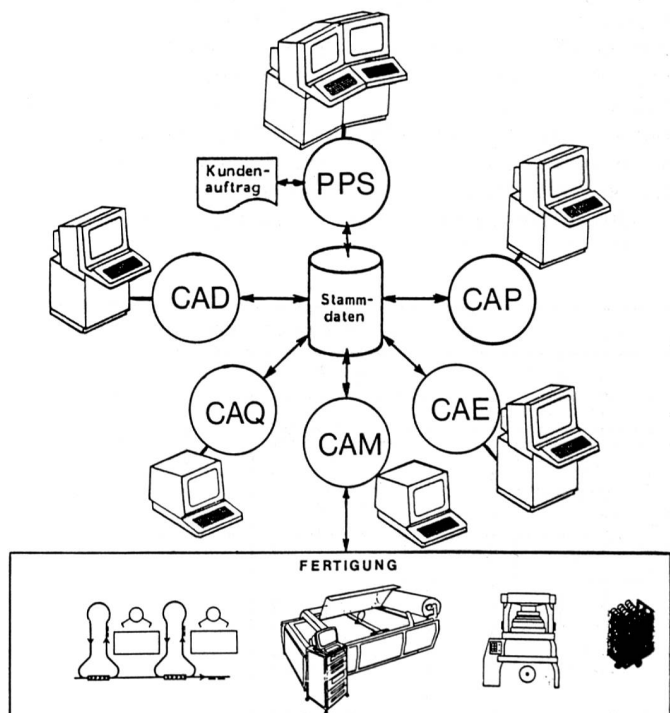 Kunden-
auftrag
PPS
CAD
Stamm-
daten
CAP
CAQ
CAM
CAE
FERTIGUNG